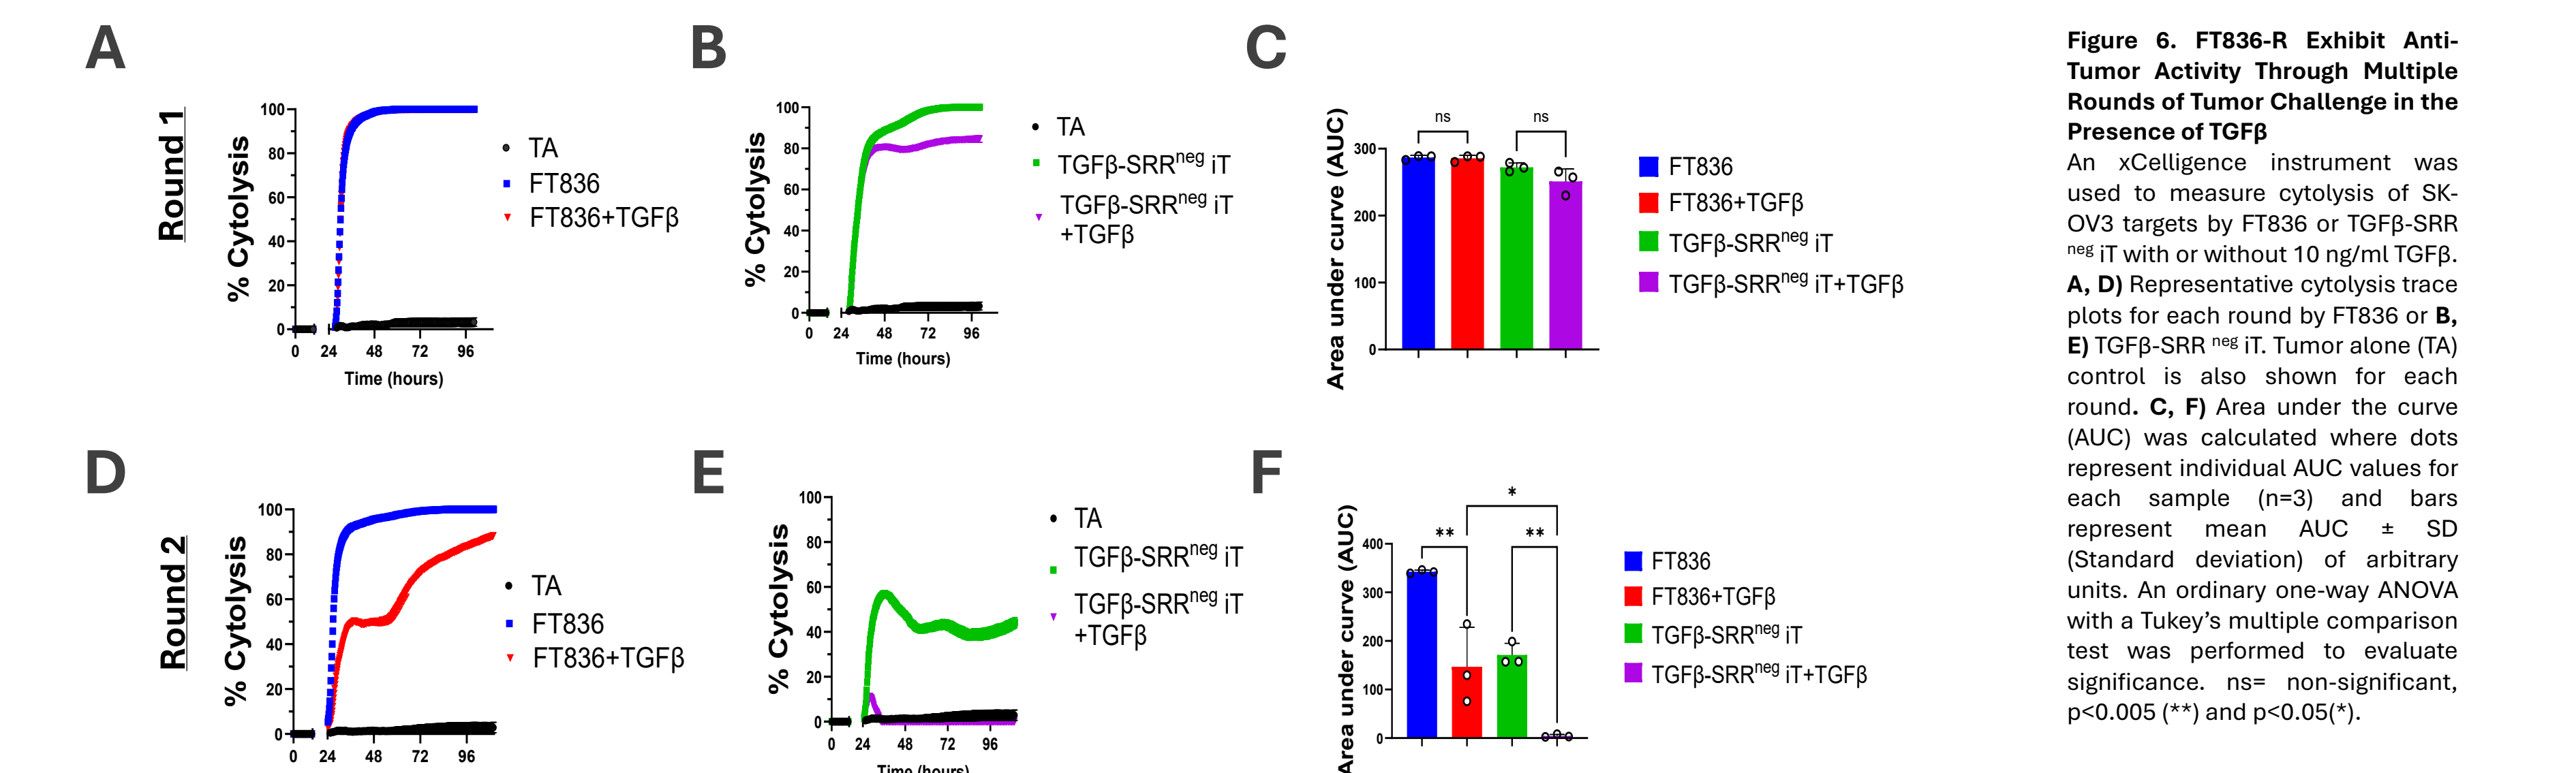 A
Round 1
% Cytolysis
100
80
60
40
20
0
0 24 48 72 96
Time (hours)
TA
FT836
FT836+TGFβ
B
% Cytolysis
100
80
60
40
20
0
0 24 48 72 96
Time (hours)
TA
TGFβ-SRRneg iT
TGFβ-SRRneg iT
+TGFβ
C
Area under curve (AUC)
300
200
100
0
ns ns
FT836
FT836+TGFβ
TGFβ-SRRneg iT
TGFβ-SRRneg iT+TGFβ
D
Round 2
% Cytolysis
100
80
60
40
20
0
0 24 48 72 96
TA
FT836
FT836+TGFβ
E
% Cytolysis
100
80
60
40
20
0
0 24 48 72 96
Time (hours)
TA
TGFβ-SRRneg iT
TGFβ-SRRneg iT
+TGFβ
F
Area under curve (AUC)
400
300
200
100
0
*
** **
FT836
FT836+TGFβ
TGFβ-SRRneg iT
TGFβ-SRRneg iT+TGFβ
Figure 6. FT836-R Exhibit Anti-
Tumor Activity Through Multiple
Rounds of Tumor Challenge in the
Presence of TGFβ
An xCelligence instrument was
used to measure cytolysis of SK-
OV3 targets by FT836 or TGFβ-SRR
neg iT with or without 10 ng/ml TGFβ.
A, D) Representative cytolysis trace
plots for each round by FT836 or B,
E) TGFβ-SRR neg iT. Tumor alone (TA)
control is also shown for each
round. C, F) Area under the curve
(AUC) was calculated where dots
represent individual AUC values for
each sample (n=3) and bars
represent mean AUC ± SD
(Standard deviation) of arbitrary
units. An ordinary one-way ANOVA
with a Tukey’s multiple comparison
test was performed to evaluate
significance. ns= non-significant,
p<0.005 (**) and p<0.05(*).